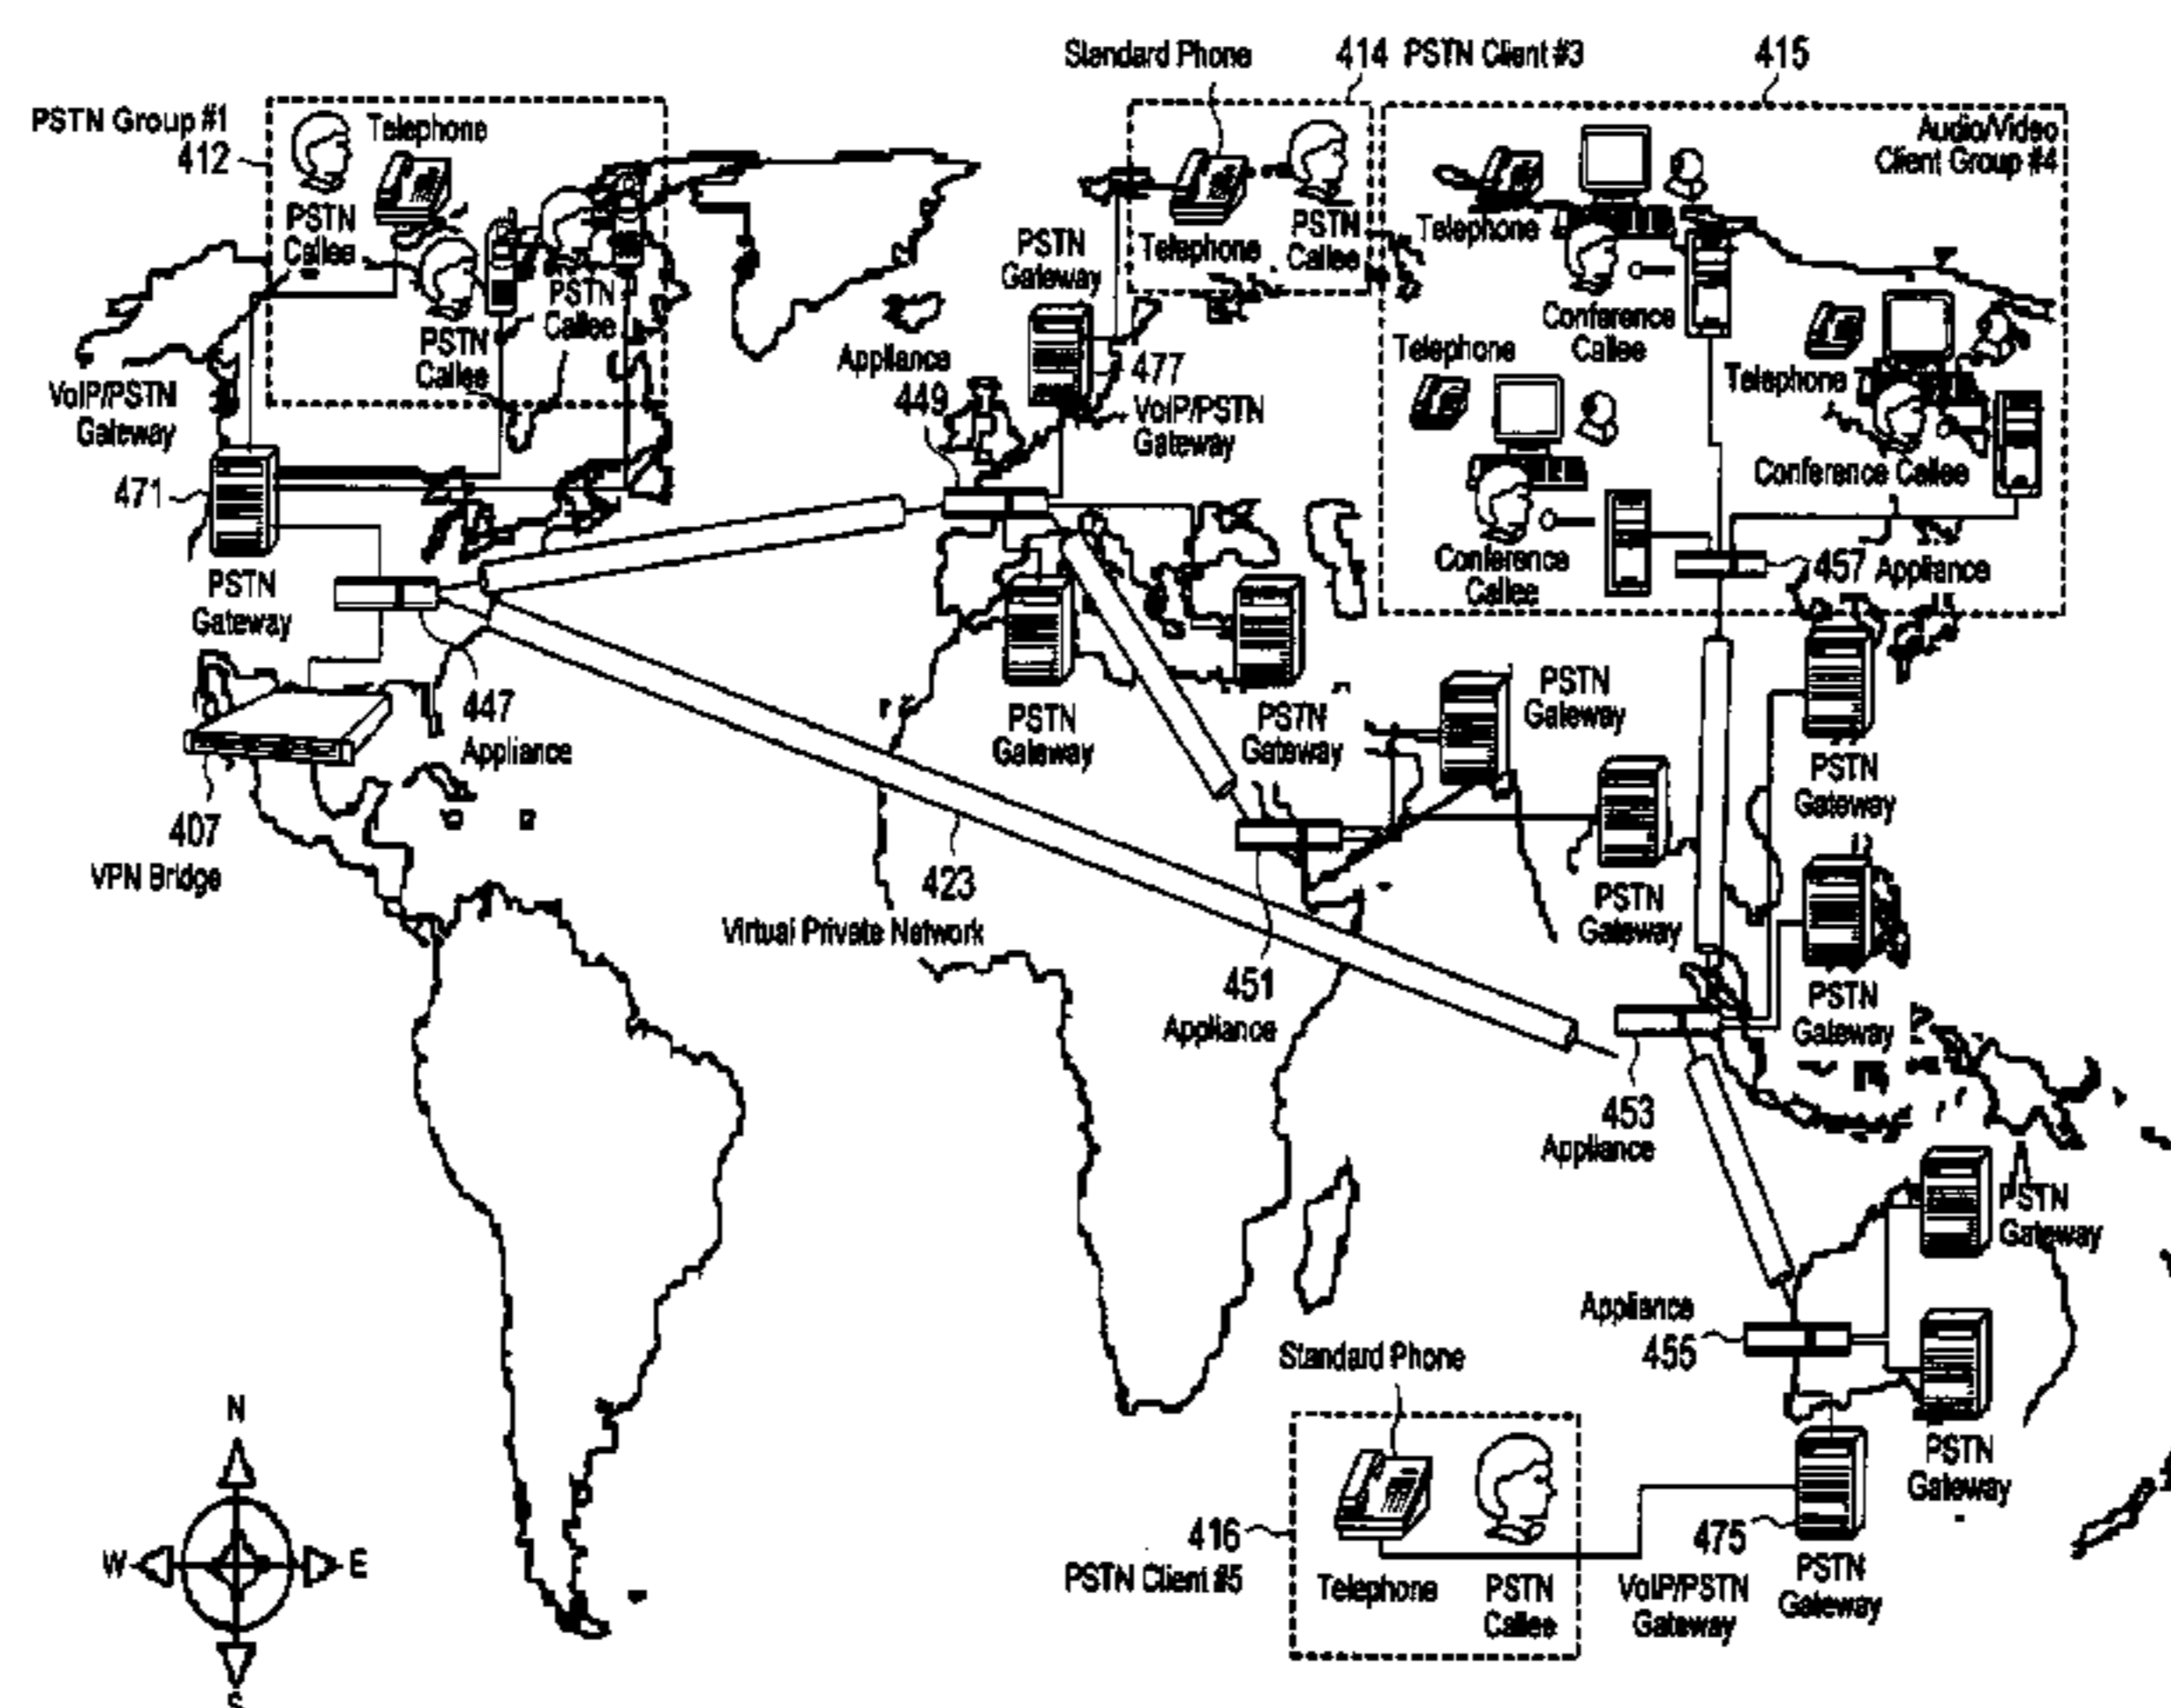 Standard Phone
414 PSTN Client #3
415
PSTN Group #1
412
Telephone
Audio/Video
Client Group #4
PSTN
Callee
PSTN
Callee
PSTN
Callee
PSTN
Gateway
Telephone
PSTN
Callee
Telephone
Conference
Callee
Telephone
Telephone
Conference Callee
Conference
Callee
457 Appliance
VoIP/PSTN
Gateway
471
PSTN
Gateway
Appliance
449
477
VoIP/PSTN
Gateway
447
Appliance
407
VPN Bridge
PSTN
Gateway
PSTN
Gateway
PSTN
Gateway
PSTN
Gateway
PSTN
Gateway
423
Virtual Private Network
451
Appliance
PSTN
Gateway
453
Appliance
PSTN
Gateway
Appliance
455
PSTN
Gateway
Standard Phone
416
PSTN Client #5
Telephone
PSTN
Callee
475
VoIP/PSTN
Gateway
PSTN
Gateway
N
W
E
S